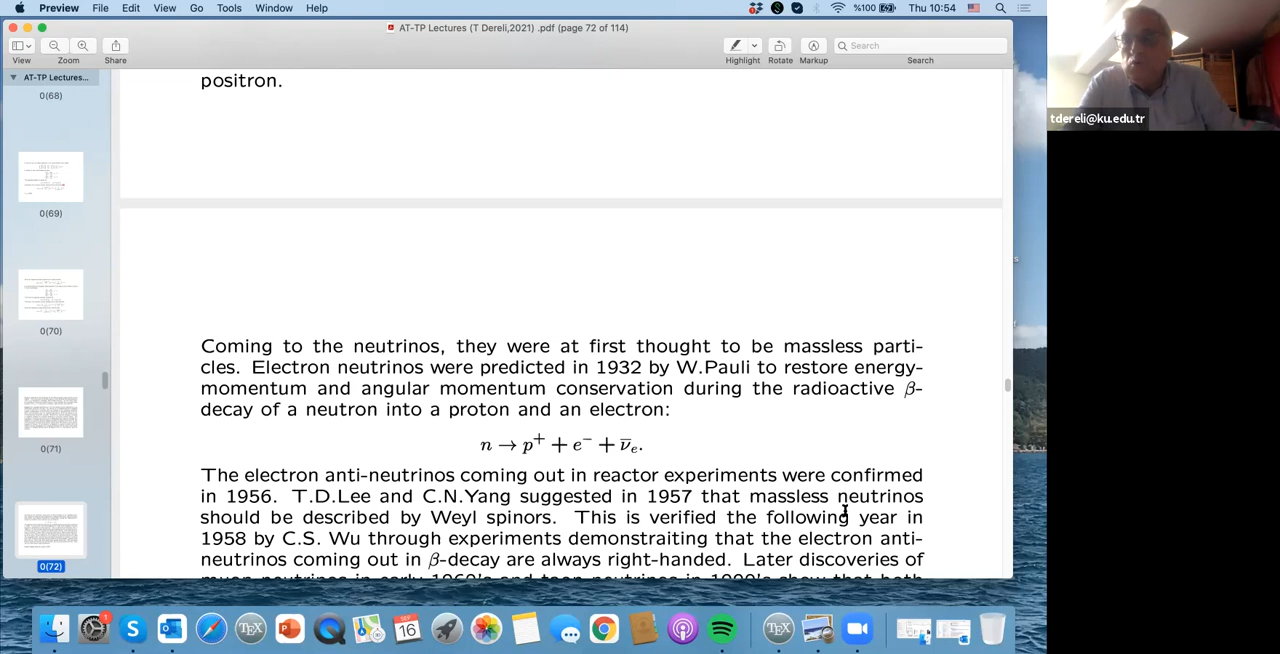 Preview File Edit View Go Tools Window Help %100 Thu 10:54
AT-TP Lectures (T Dereli,2021) .pdf (page 72 of 114)
View Zoom Share Highlight Rotate Markup Search
Search
AT-TP Lectures...
0(68)
0(69)
0(70)
0(71)
0(72)
positron.
Coming to the neutrinos, they were at first thought to be massless parti-
cles. Electron neutrinos were predicted in 1932 by W.Pauli to restore energy-
momentum and angular momentum conservation during the radioactive β-
decay of a neutron into a proton and an electron:
n → p⁺ + e⁻ + ν̄ₑ.
The electron anti-neutrinos coming out in reactor experiments were confirmed
in 1956. T.D.Lee and C.N.Yang suggested in 1957 that massless neutrinos
should be described by Weyl spinors. This is verified the following year in
1958 by C.S. Wu through experiments demonstraiting that the electron anti-
neutrinos coming out in β-decay are always right-handed. Later discoveries of
tdereli@ku.edu.tr
SEP
16
TEX
TEX
1